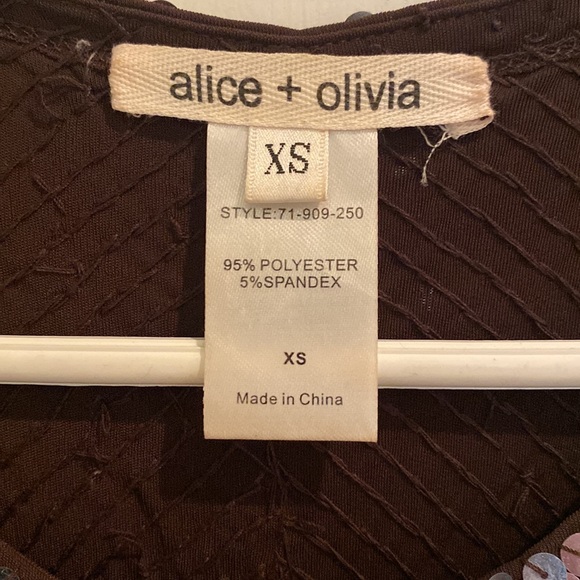 alice + olivia
XS
STYLE:71-909-250
95% POLYESTER
5%SPANDEX
XS
Made in China